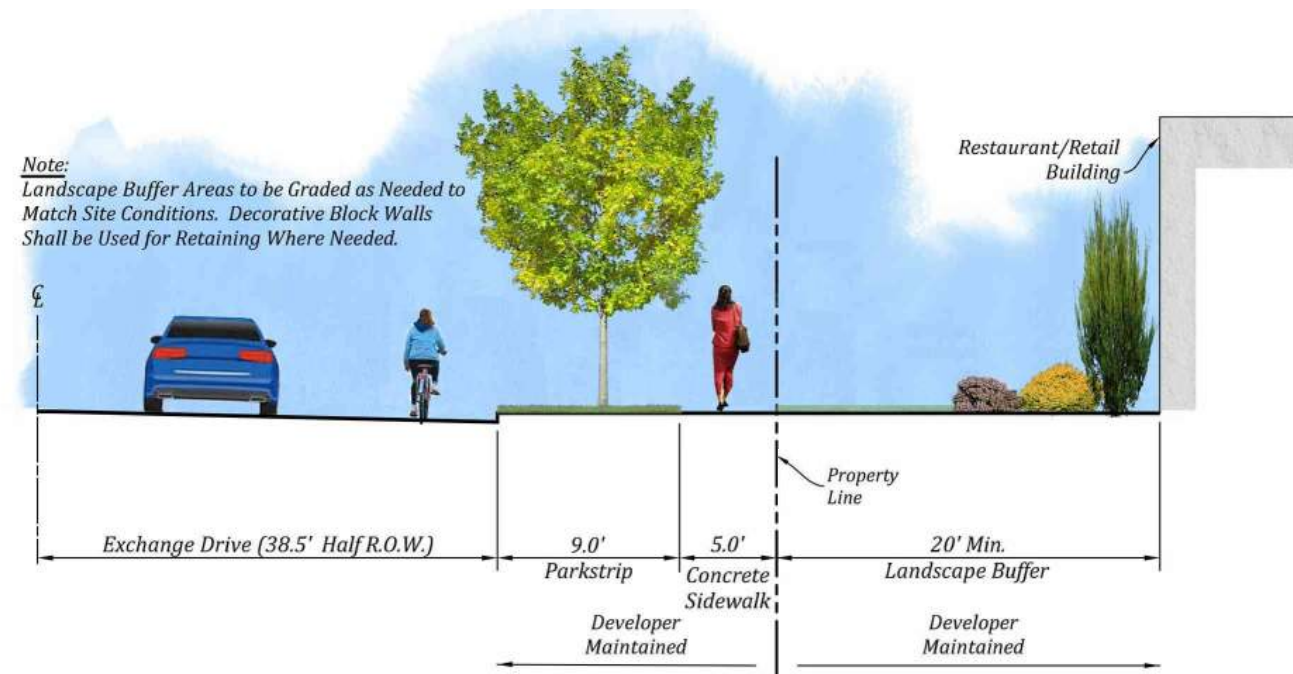 Note:
Landscape Buffer Areas to be Graded as Needed to
Match Site Conditions.  Decorative Block Walls
Shall be Used for Retaining Where Needed.
Restaurant/Retail
Building
℄
Property
Line
Exchange Drive (38.5' Half R.O.W.)
9.0'
Parkstrip
5.0'
Concrete
Sidewalk
20' Min.
Landscape Buffer
Developer
Maintained
Developer
Maintained